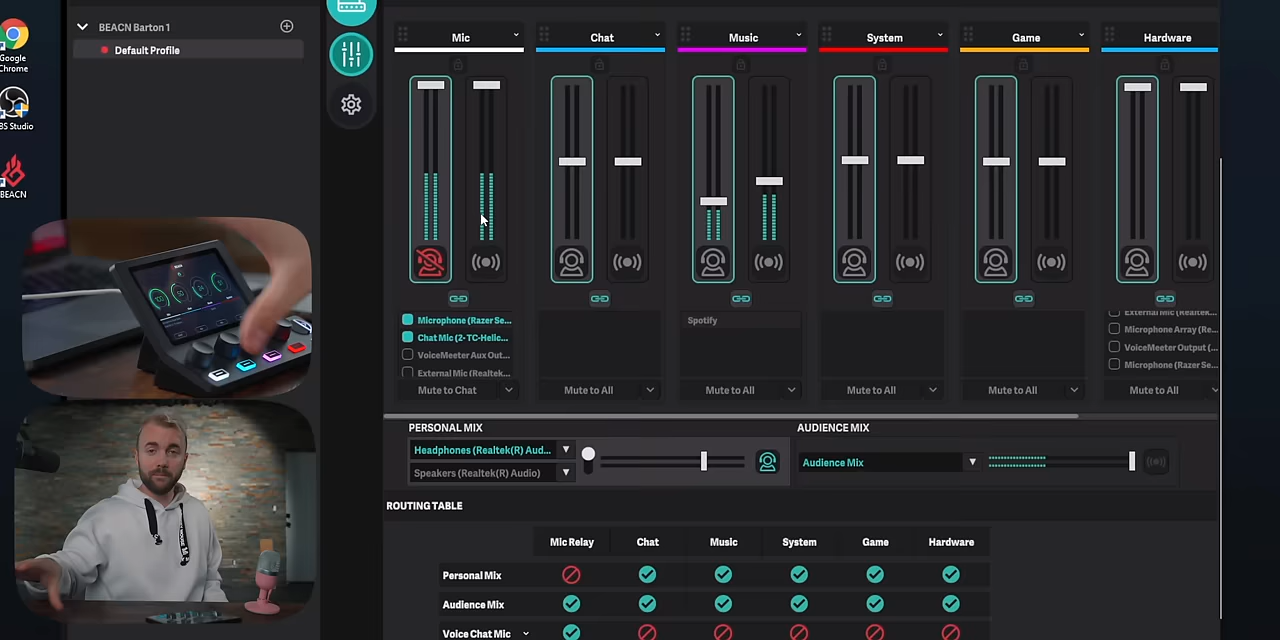 Google
Chrome
BS Studio
BEACN
BEACN Barton 1
Default Profile
Mic
Chat
Music
System
Game
Hardware
Microphone (Razer Se...
Chat Mic (2- TC-Helic...
VoiceMeeter Aux Out...
External Mic (Realtek...
Mute to Chat
Mute to All
Spotify
Mute to All
Mute to All
Mute to All
External Mic (Realtek...
Microphone Array (Re...
VoiceMeeter Output (...
Microphone (Razer Se...
Mute to All
PERSONAL MIX
Headphones (Realtek(R) Aud...
Speakers (Realtek(R) Audio)
AUDIENCE MIX
Audience Mix
ROUTING TABLE
Mic Relay
Chat
Music
System
Game
Hardware
Personal Mix
Audience Mix
Voice Chat Mic